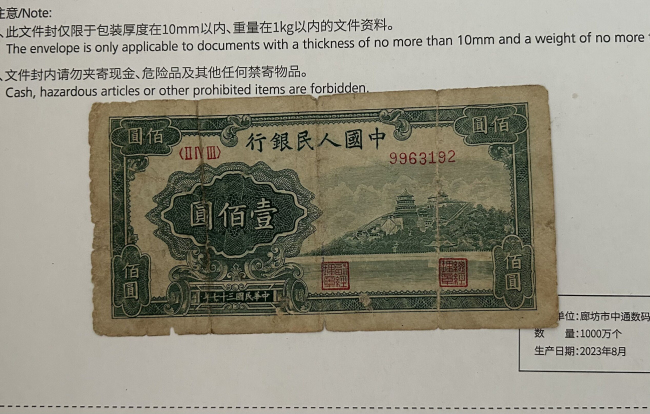 注意/Note:
、此文件封仅限于包装厚度在10mm以内、重量在1kg以内的文件资料。
The envelope is only applicable to documents with a thickness of no more than 10mm and a weight of no more
、文件封内请勿夹寄现金、危险品及其他任何禁寄物品。
Cash, hazardous articles or other prohibited items are forbidden.
圓佰
圓佰
行銀民人國中
〈ⅡⅣⅢ〉
9963192
圓佰壹
佰圓
佰圓
年七十三國民華中
单位:廊坊市中通数码
数 量:1000万个
生产日期:2023年8月